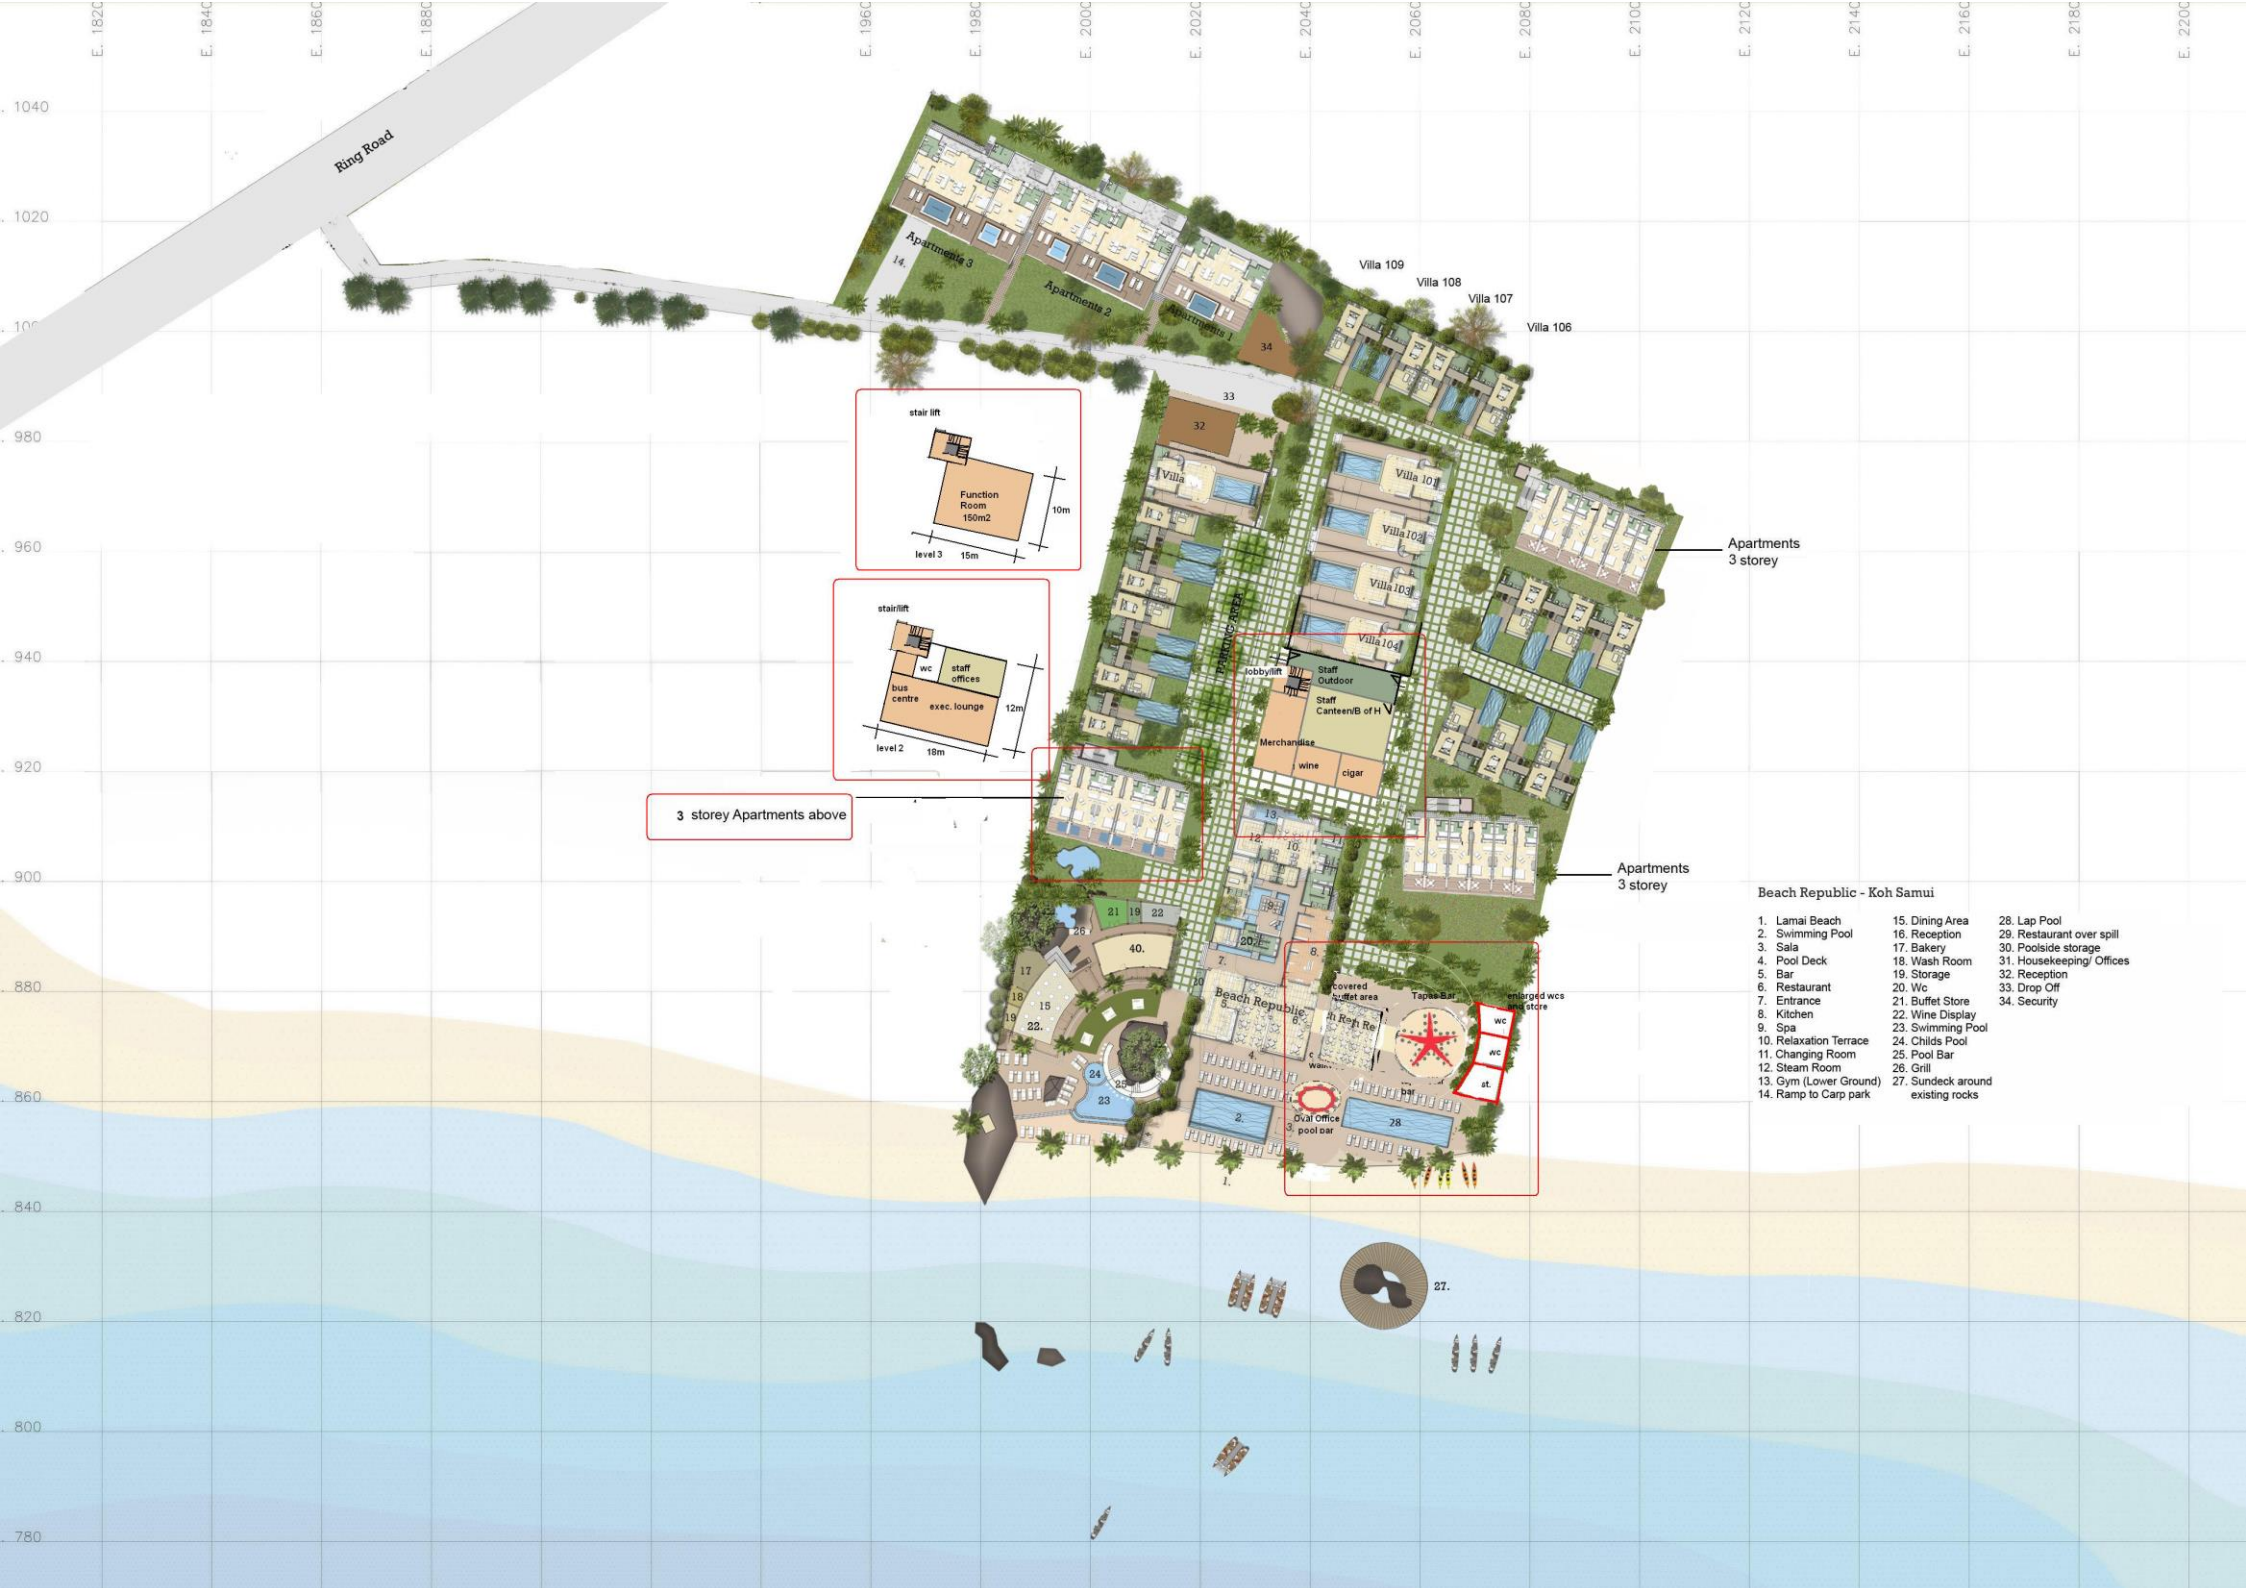 E. 1820
E. 1840
E. 1860
E. 1880
E. 1960
E. 1980
E. 2000
E. 2020
E. 2040
E. 2060
E. 2080
E. 2100
E. 2120
E. 2140
E. 2160
E. 2180
E. 2200
1040
1020
980
960
940
920
900
880
860
840
820
800
780
Ring Road
Apartments 3
14.
Apartments 2
Apartments 1
34
Villa 109
Villa 108
Villa 107
Villa 106
33
32
Villa
Villa 101
Villa 102
Villa 103
Villa 104
PARKING AREA
stair lift
Function
Room
150m2
10m
level 3
15m
stair/lift
wc
staff
offices
bus
centre
exec. lounge
12m
level 2
18m
3 storey Apartments above
Apartments
3 storey
lobby/lift
Staff
Outdoor
Staff
Canteen/B of H
Merchandise
wine
cigar
Apartments
3 storey
13.
12.
10.
9.
20.
7.
8.
Beach Republic
5.
6.
4.
21
19
22
26
40.
17
18
19
15
22.
24
25
23
covered
buffet area
Tapas Bar
enlarged wcs
and store
wc
wc
st.
bar
Oval Office
pool bar
2.
3.
28
1.
27.
Beach Republic - Koh Samui
1. Lamai Beach
2. Swimming Pool
3. Sala
4. Pool Deck
5. Bar
6. Restaurant
7. Entrance
8. Kitchen
9. Spa
10. Relaxation Terrace
11. Changing Room
12. Steam Room
13. Gym (Lower Ground)
14. Ramp to Carp park
15. Dining Area
16. Reception
17. Bakery
18. Wash Room
19. Storage
20. Wc
21. Buffet Store
22. Wine Display
23. Swimming Pool
24. Childs Pool
25. Pool Bar
26. Grill
27. Sundeck around
existing rocks
28. Lap Pool
29. Restaurant over spill
30. Poolside storage
31. Housekeeping/ Offices
32. Reception
33. Drop Off
34. Security